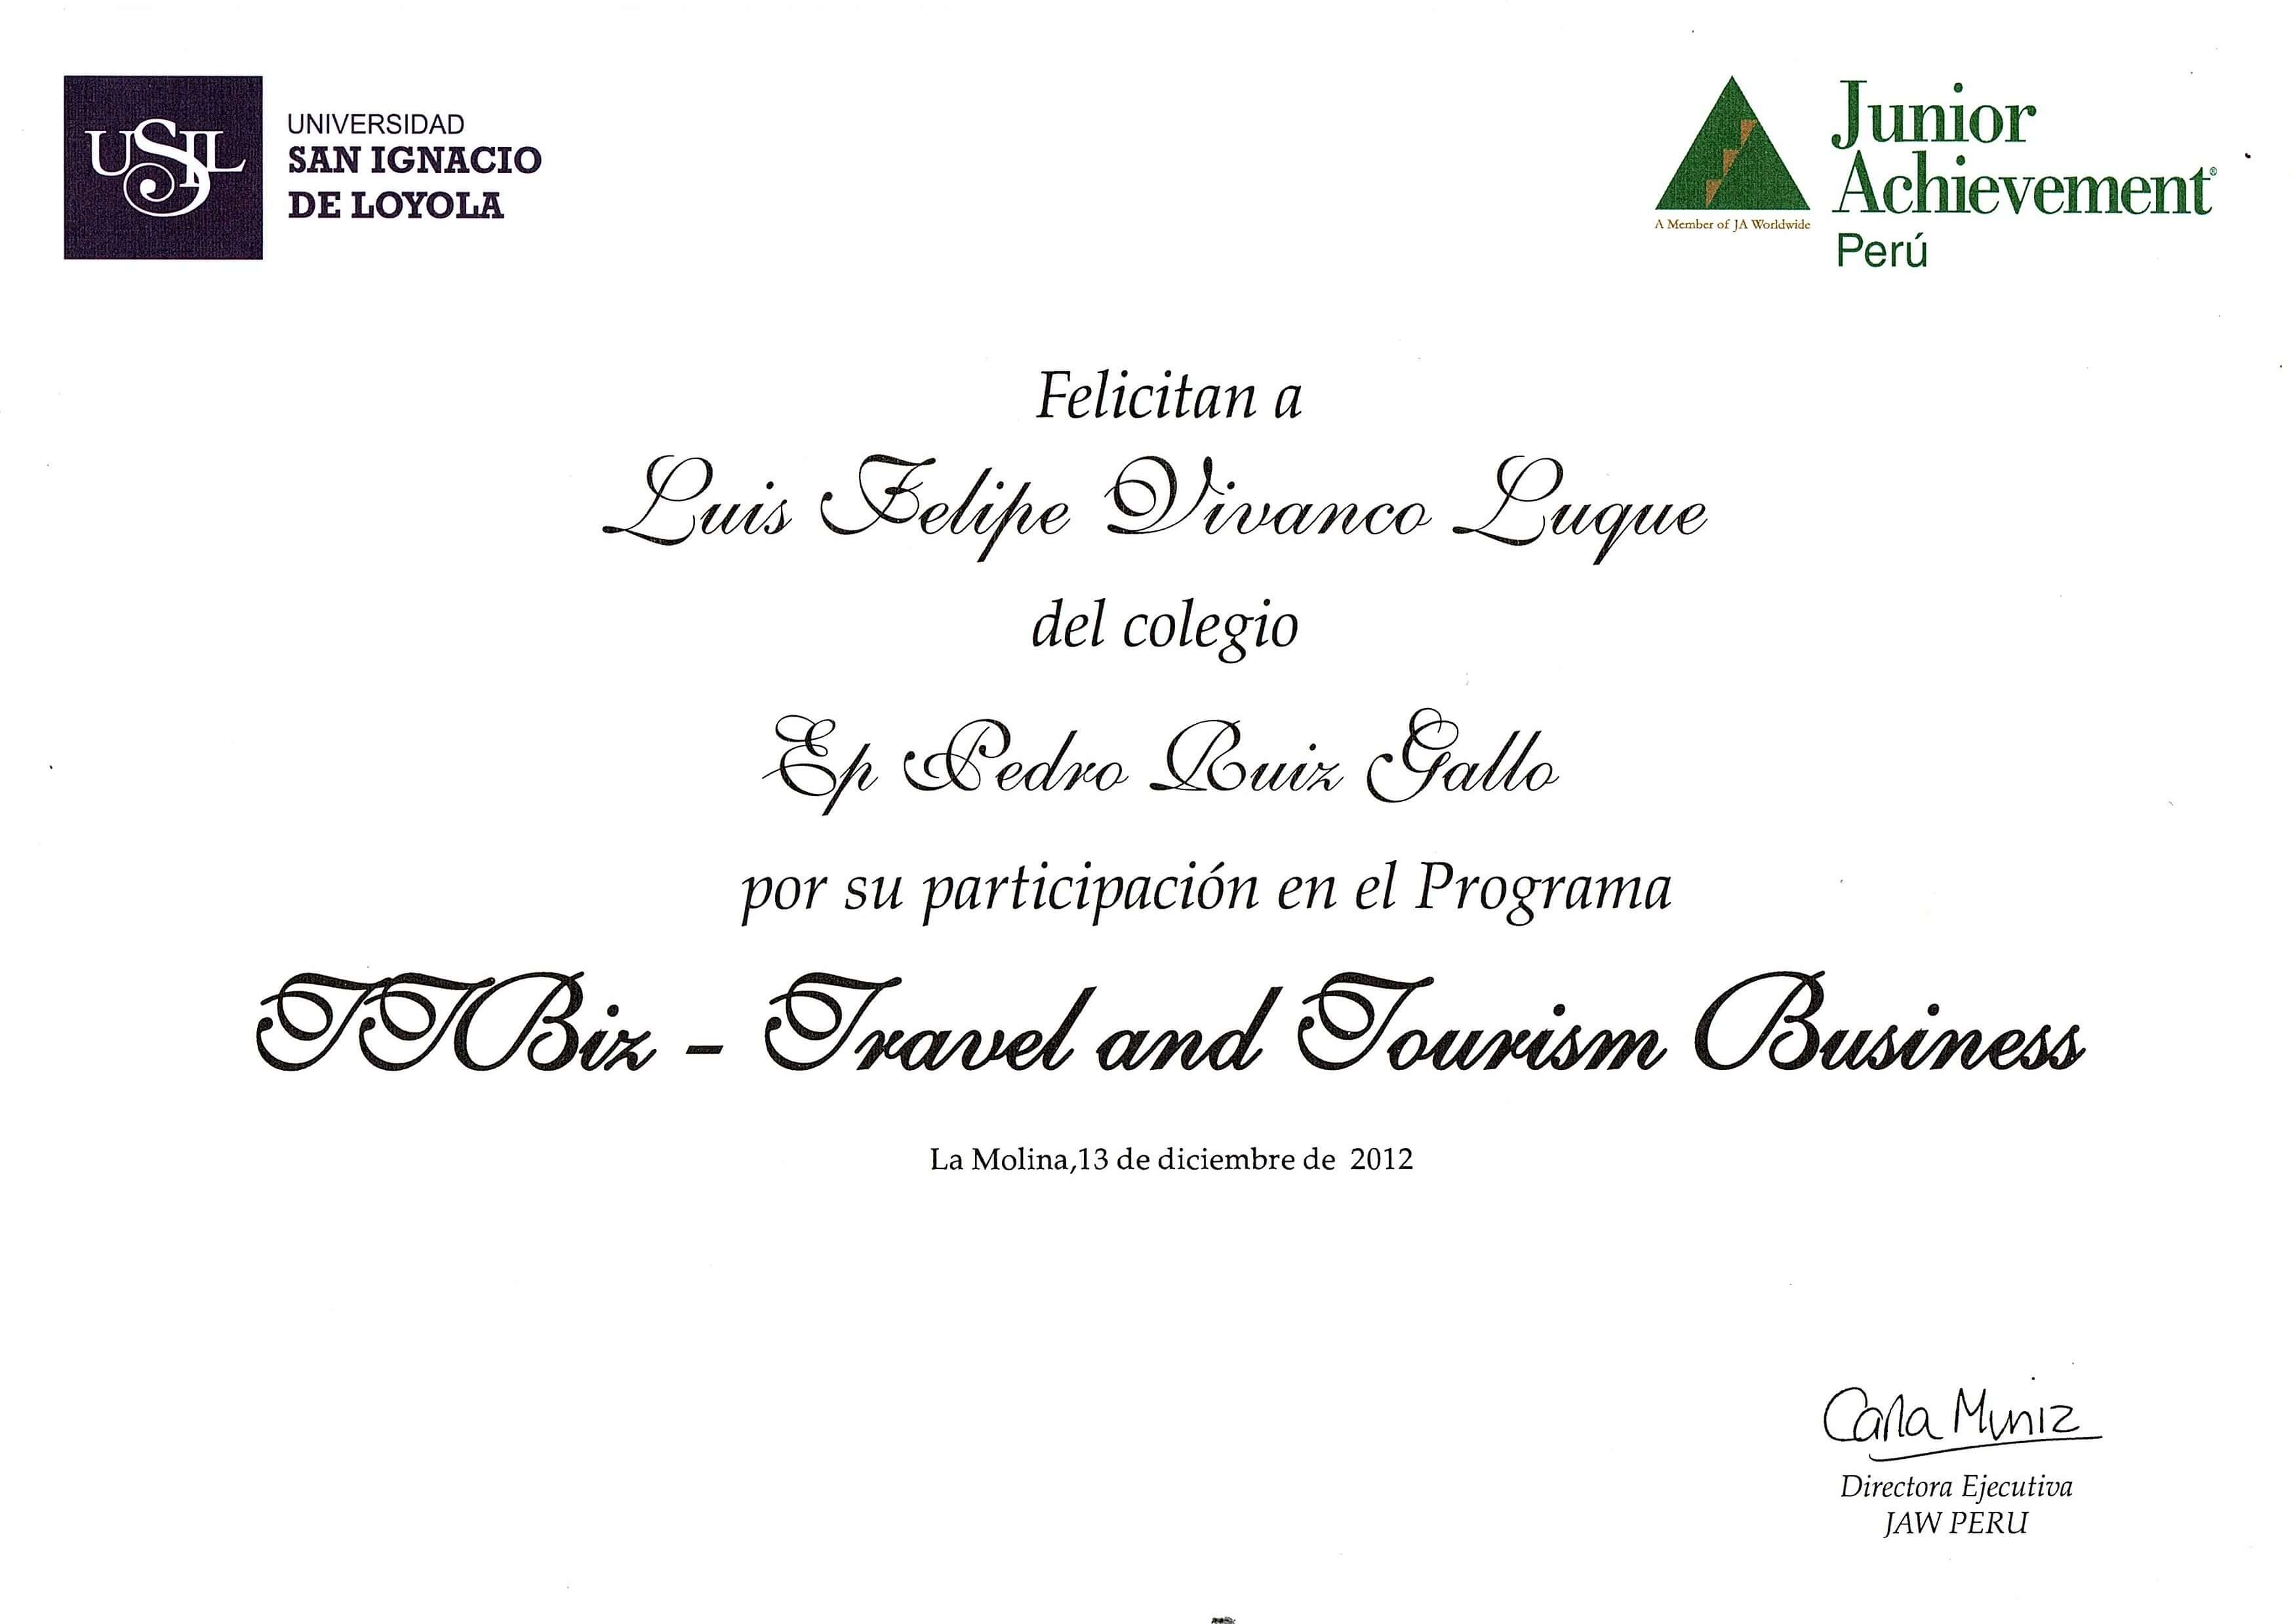 USIL
UNIVERSIDAD
SAN IGNACIO
DE LOYOLA
Junior
Achievement®
A Member of JA Worldwide
Perú
Felicitan a
Luis Felipe Vivanco Luque
del colegio
Ep Pedro Ruiz Gallo
por su participación en el Programa
TTBiz - Travel and Tourism Business
La Molina,13 de diciembre de 2012
Carla Muniz
Directora Ejecutiva
JAW PERU